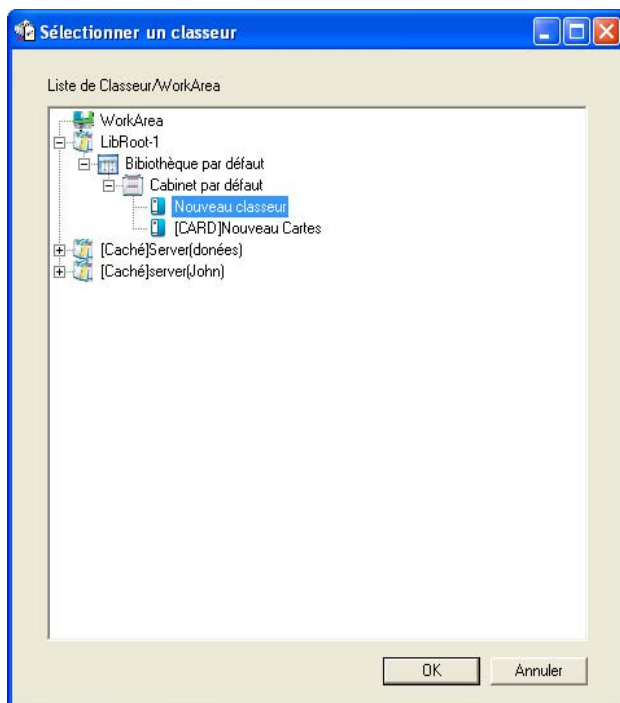 Sélectionner un classeur
Liste de Classeur/WorkArea
WorkArea
LibRoot-1
Bibiothèque par défaut
Cabinet par défaut
Nouveau classeur
[CARD]Nouveau Cartes
[Caché]Server(donées)
[Caché]server(John)
OK Annuler